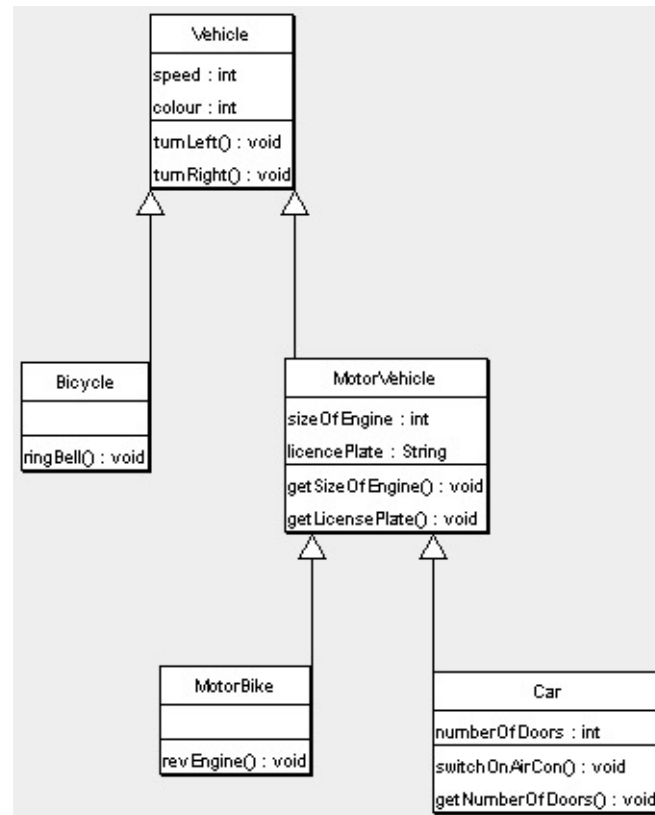 Vehicle
speed : int
colour : int
turnLeft() : void
turnRight() : void
Bicycle
ringBell() : void
MotorVehicle
sizeOfEngine : int
licencePlate : String
getSizeOfEngine() : void
getLicensePlate() : void
MotorBike
revEngine() : void
Car
numberOfDoors : int
switchOnAirCon() : void
getNumberOfDoors() : void